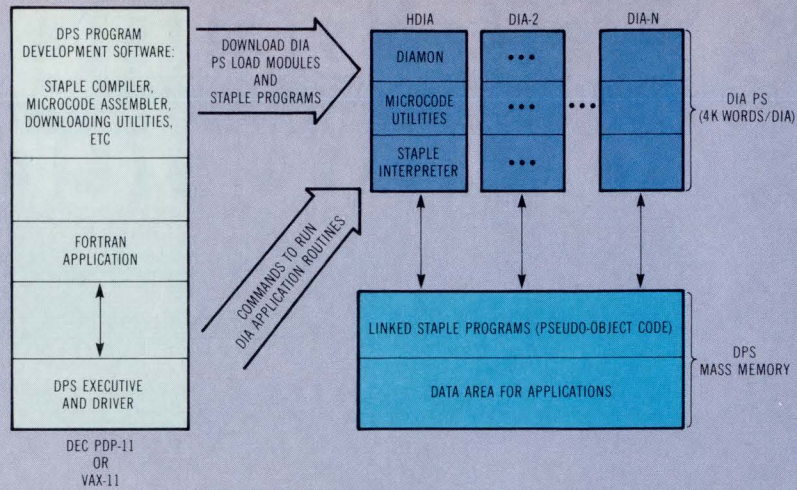 DPS PROGRAM
DEVELOPMENT SOFTWARE:
STAPLE COMPILER,
MICROCODE ASSEMBLER,
DOWNLOADING UTILITIES,
ETC
FORTRAN
APPLICATION
DPS EXECUTIVE
AND DRIVER
DEC PDP-11
OR
VAX-11
DOWNLOAD DIA
PS LOAD MODULES
AND
STAPLE PROGRAMS
COMMANDS TO RUN
DIA APPLICATION ROUTINES
HDIA
DIAMON
MICROCODE
UTILITIES
STAPLE
INTERPRETER
DIA-2
•••
•••
•••
•••
DIA-N
DIA PS
(4K WORDS/DIA)
LINKED STAPLE PROGRAMS (PSEUDO-OBJECT CODE)
DATA AREA FOR APPLICATIONS
DPS
MASS MEMORY